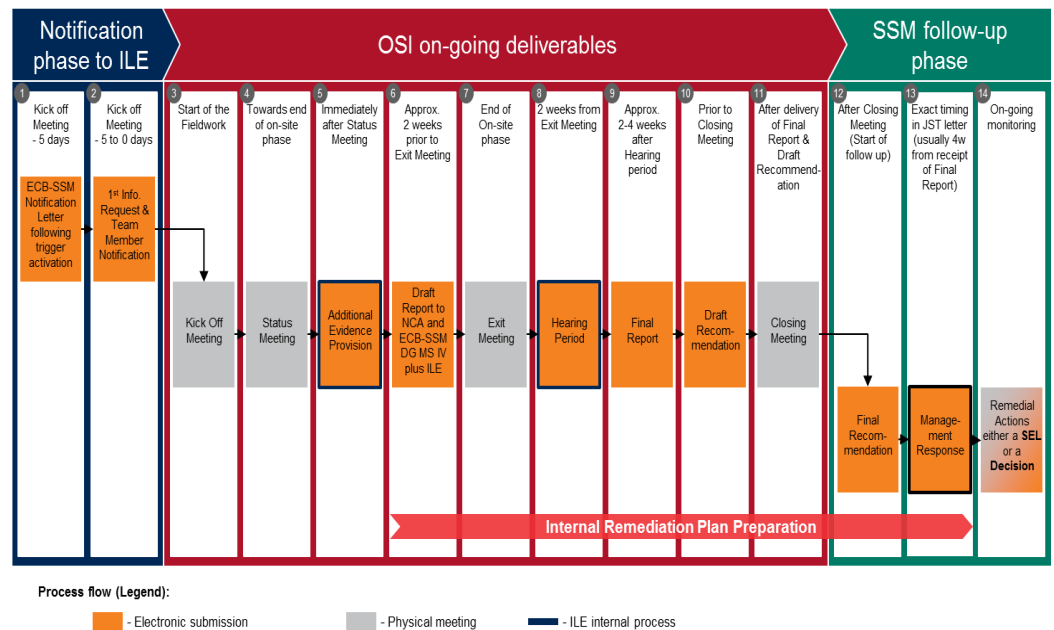 Notification
phase to ILE
OSI on-going deliverables
SSM follow-up
phase
1
Kick off
Meeting
- 5 days
2
Kick off
Meeting
- 5 to 0 days
3
Start of the
Fieldwork
4
Towards end
of on-site
phase
5
Immediately
after Status
Meeting
6
Approx.
2 weeks
prior to
Exit Meeting
7
End of
On-site
phase
8
2 weeks from
Exit Meeting
9
Approx.
2-4 weeks
after
Hearing
period
10
Prior to
Closing
Meeting
11
After delivery
of Final
Report &
Draft
Recommend-
ation
12
After Closing
Meeting
(Start of
follow up)
13
Exact timing
in JST letter
(usually 4w
from receipt
of Final
Report)
14
On-going
monitoring
ECB-SSM
Notification
Letter
following
trigger
activation
1st Info.
Request &
Team
Member
Notification
Kick Off
Meeting
Status
Meeting
Additional
Evidence
Provision
Draft
Report to
NCA and
ECB-SSM
DG MS IV
plus ILE
Exit
Meeting
Hearing
Period
Final
Report
Draft
Recom-
mendation
Closing
Meeting
Final
Recom-
mendation
Manage-
ment
Response
Remedial
Actions
either a SEL
or a
Decision
Internal Remediation Plan Preparation
Process flow (Legend):
- Electronic submission
- Physical meeting
- ILE internal process